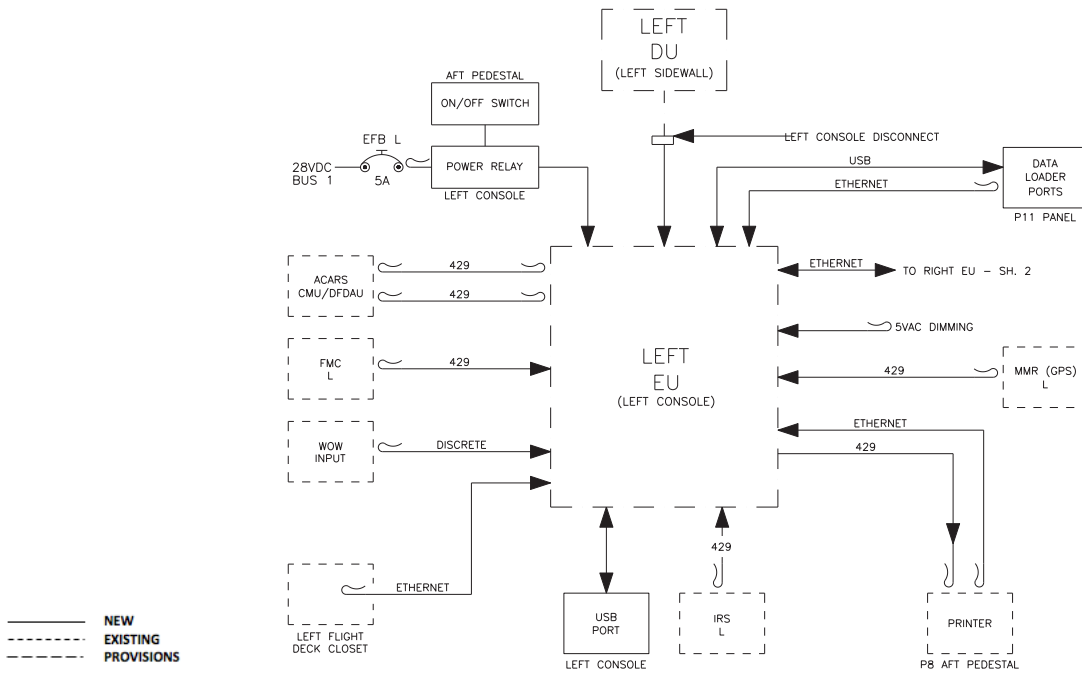 LEFT
DU
(LEFT SIDEWALL)
AFT PEDESTAL
ON/OFF SWITCH
EFB L
28VDC
BUS 1
5A
POWER RELAY
LEFT CONSOLE
LEFT CONSOLE DISCONNECT
USB
ETHERNET
DATA
LOADER
PORTS
P11 PANEL
ACARS
CMU/DFDAU
429
429
ETHERNET
TO RIGHT EU - SH. 2
5VAC DIMMING
FMC
L
429
LEFT
EU
(LEFT CONSOLE)
429
MMR (GPS)
L
WOW
INPUT
DISCRETE
ETHERNET
429
ETHERNET
LEFT FLIGHT
DECK CLOSET
USB
PORT
LEFT CONSOLE
429
IRS
L
PRINTER
P8 AFT PEDESTAL
NEW
EXISTING
PROVISIONS